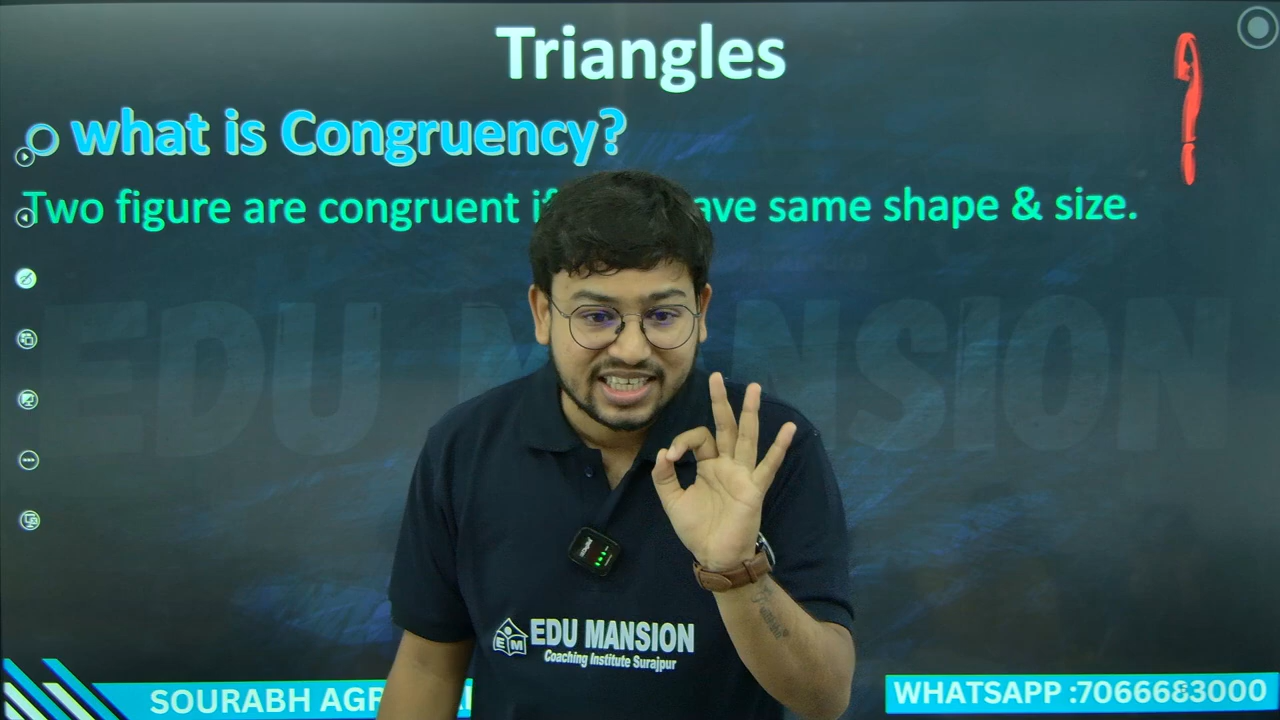 Triangles
what is Congruency?
Two figure are congruent if ave same shape & size.
EDU MANSION
EDU MANSION
Coaching Institute Surajpur
SOURABH
WHATSAPP :7066683000